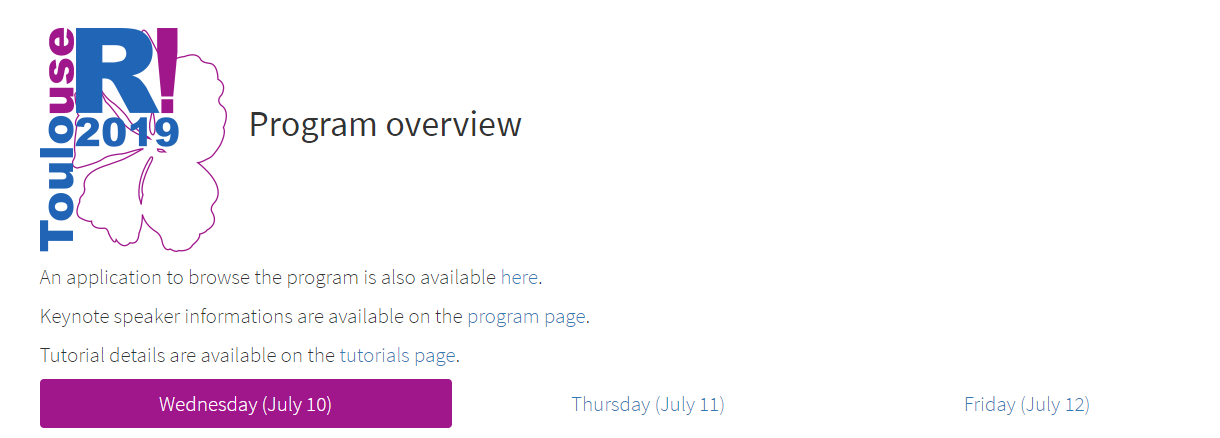 Toulouse
R!
2019
Program overview
An application to browse the program is also available here.
Keynote speaker informations are available on the program page.
Tutorial details are available on the tutorials page.
Wednesday (July 10)
Thursday (July 11)
Friday (July 12)